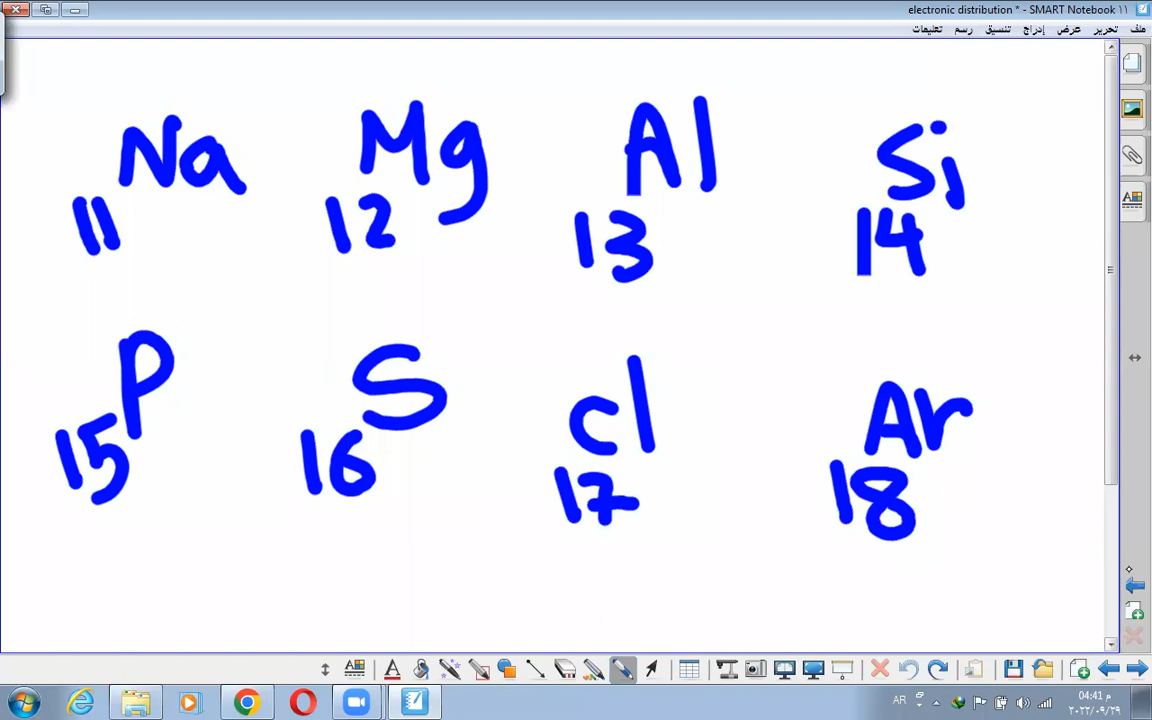 electronic distribution * - SMART Notebook ١١
ملف تحرير عرض إدراج تنسيق رسم تعليمات
Na Mg Al Si
11 12 13 14
P S Cl Ar
15 16 17 18
AR
م 04:41
٢٠٢٢/٠٩/٢٩